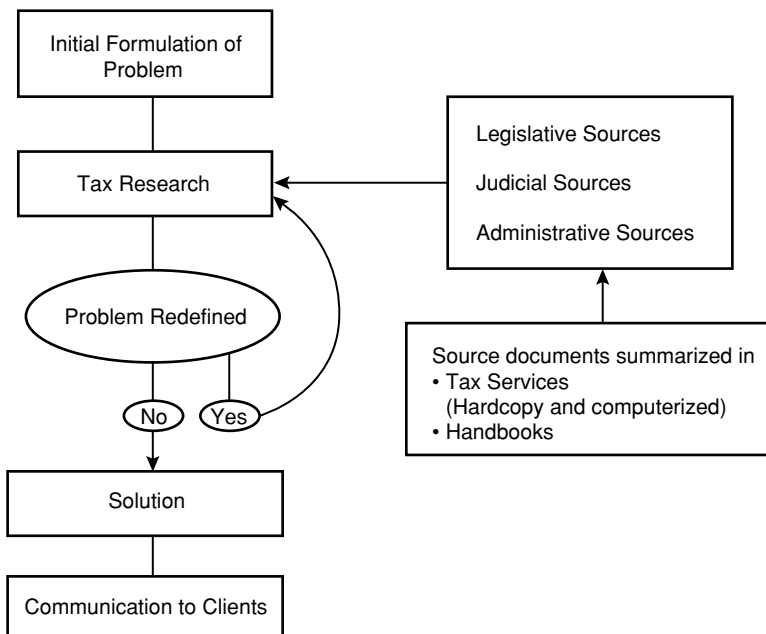 Initial Formulation of
Problem
Tax Research
Problem Redefined
No
Yes
Solution
Communication to Clients
Legislative Sources
Judicial Sources
Administrative Sources
Source documents summarized in
• Tax Services
(Hardcopy and computerized)
• Handbooks